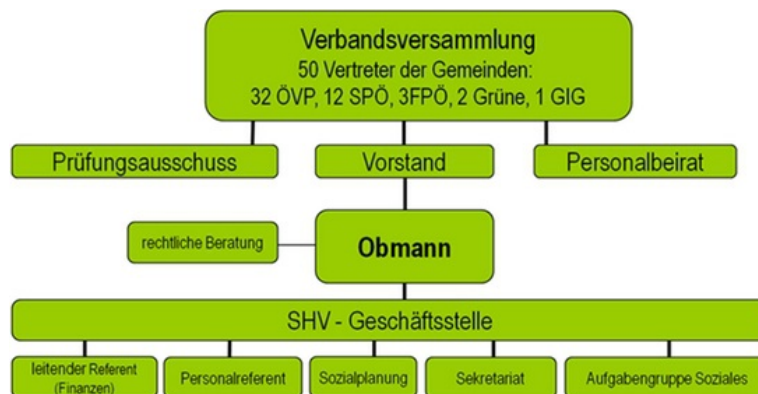 Verbandsversammlung
50 Vertreter der Gemeinden:
32 ÖVP, 12 SPÖ, 3FPÖ, 2 Grüne, 1 GIG
Prüfungsausschuss
Vorstand
Personalbeirat
rechtliche Beratung
Obmann
SHV - Geschäftsstelle
leitender Referent
(Finanzen)
Personalreferent
Sozialplanung
Sekretariat
Aufgabengruppe Soziales